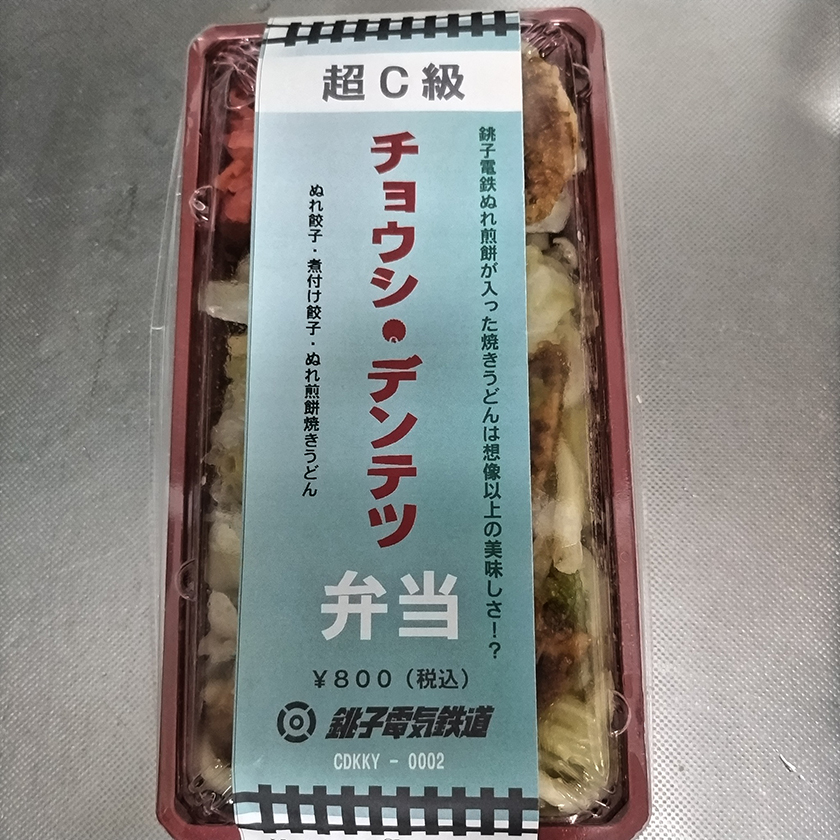 超C級
銚子電鉄ぬれ煎餅が入った焼きうどんは想像以上の美味しさ！？
チョウシ・デンテツ
ぬれ餃子・煮付け餃子・ぬれ煎餅焼きうどん
弁当
￥800（税込）
銚子電気鉄道
CDKKY - 0002